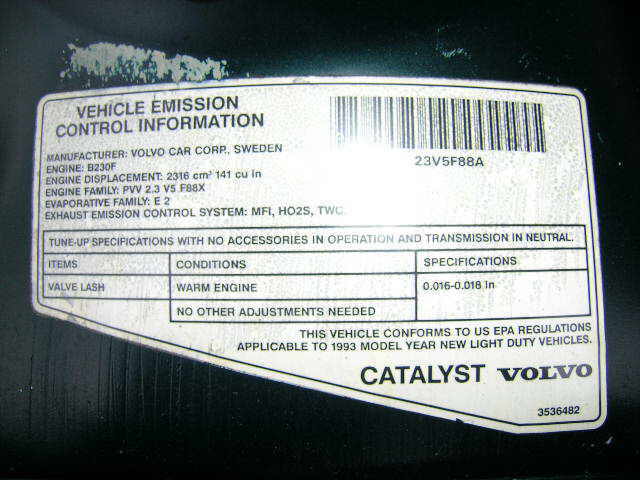 VEHICLE EMISSION
CONTROL INFORMATION
MANUFACTURER: VOLVO CAR CORP., SWEDEN
ENGINE: B230F
ENGINE DISPLACEMENT: 2316 cm³ 141 cu in
ENGINE FAMILY: PVV 2.3 V5 F88X
EVAPORATIVE FAMILY: E 2
EXHAUST EMISSION CONTROL SYSTEM: MFI, HO2S, TWC.
23V5F88A
TUNE-UP SPECIFICATIONS WITH NO ACCESSORIES IN OPERATION AND TRANSMISSION IN NEUTRAL.
ITEMS CONDITIONS SPECIFICATIONS
VALVE LASH WARM ENGINE 0.016-0.018 in
NO OTHER ADJUSTMENTS NEEDED
THIS VEHICLE CONFORMS TO US EPA REGULATIONS
APPLICABLE TO 1993 MODEL YEAR NEW LIGHT DUTY VEHICLES.
CATALYST VOLVO
3536482